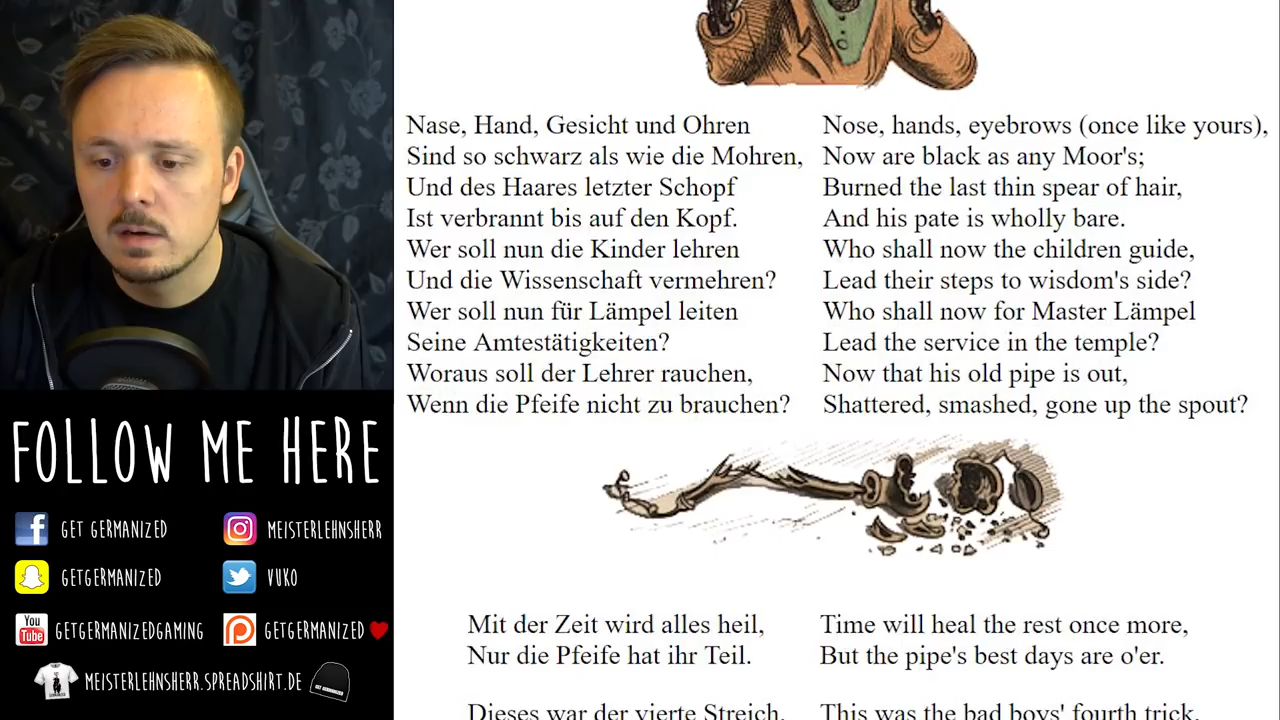 Nase, Hand, Gesicht und Ohren
Sind so schwarz als wie die Mohren,
Und des Haares letzter Schopf
Ist verbrannt bis auf den Kopf.
Wer soll nun die Kinder lehren
Und die Wissenschaft vermehren?
Wer soll nun für Lämpel leiten
Seine Amtestätigkeiten?
Woraus soll der Lehrer rauchen,
Wenn die Pfeife nicht zu brauchen?
Nose, hands, eyebrows (once like yours),
Now are black as any Moor's;
Burned the last thin spear of hair,
And his pate is wholly bare.
Who shall now the children guide,
Lead their steps to wisdom's side?
Who shall now for Master Lämpel
Lead the service in the temple?
Now that his old pipe is out,
Shattered, smashed, gone up the spout?
Mit der Zeit wird alles heil,
Nur die Pfeife hat ihr Teil.
Time will heal the rest once more,
But the pipe's best days are o'er.
Dieses war der vierte Streich,
This was the bad boys' fourth trick,
FOLLOW ME HERE
GET GERMANIZED
MEISTERLEHNSHERR
GETGERMANIZED
VUKO
You
Tube
GETGERMANIZEDGAMING
GETGERMANIZED
MEISTERLEHNSHERR.SPREADSHIRT.DE